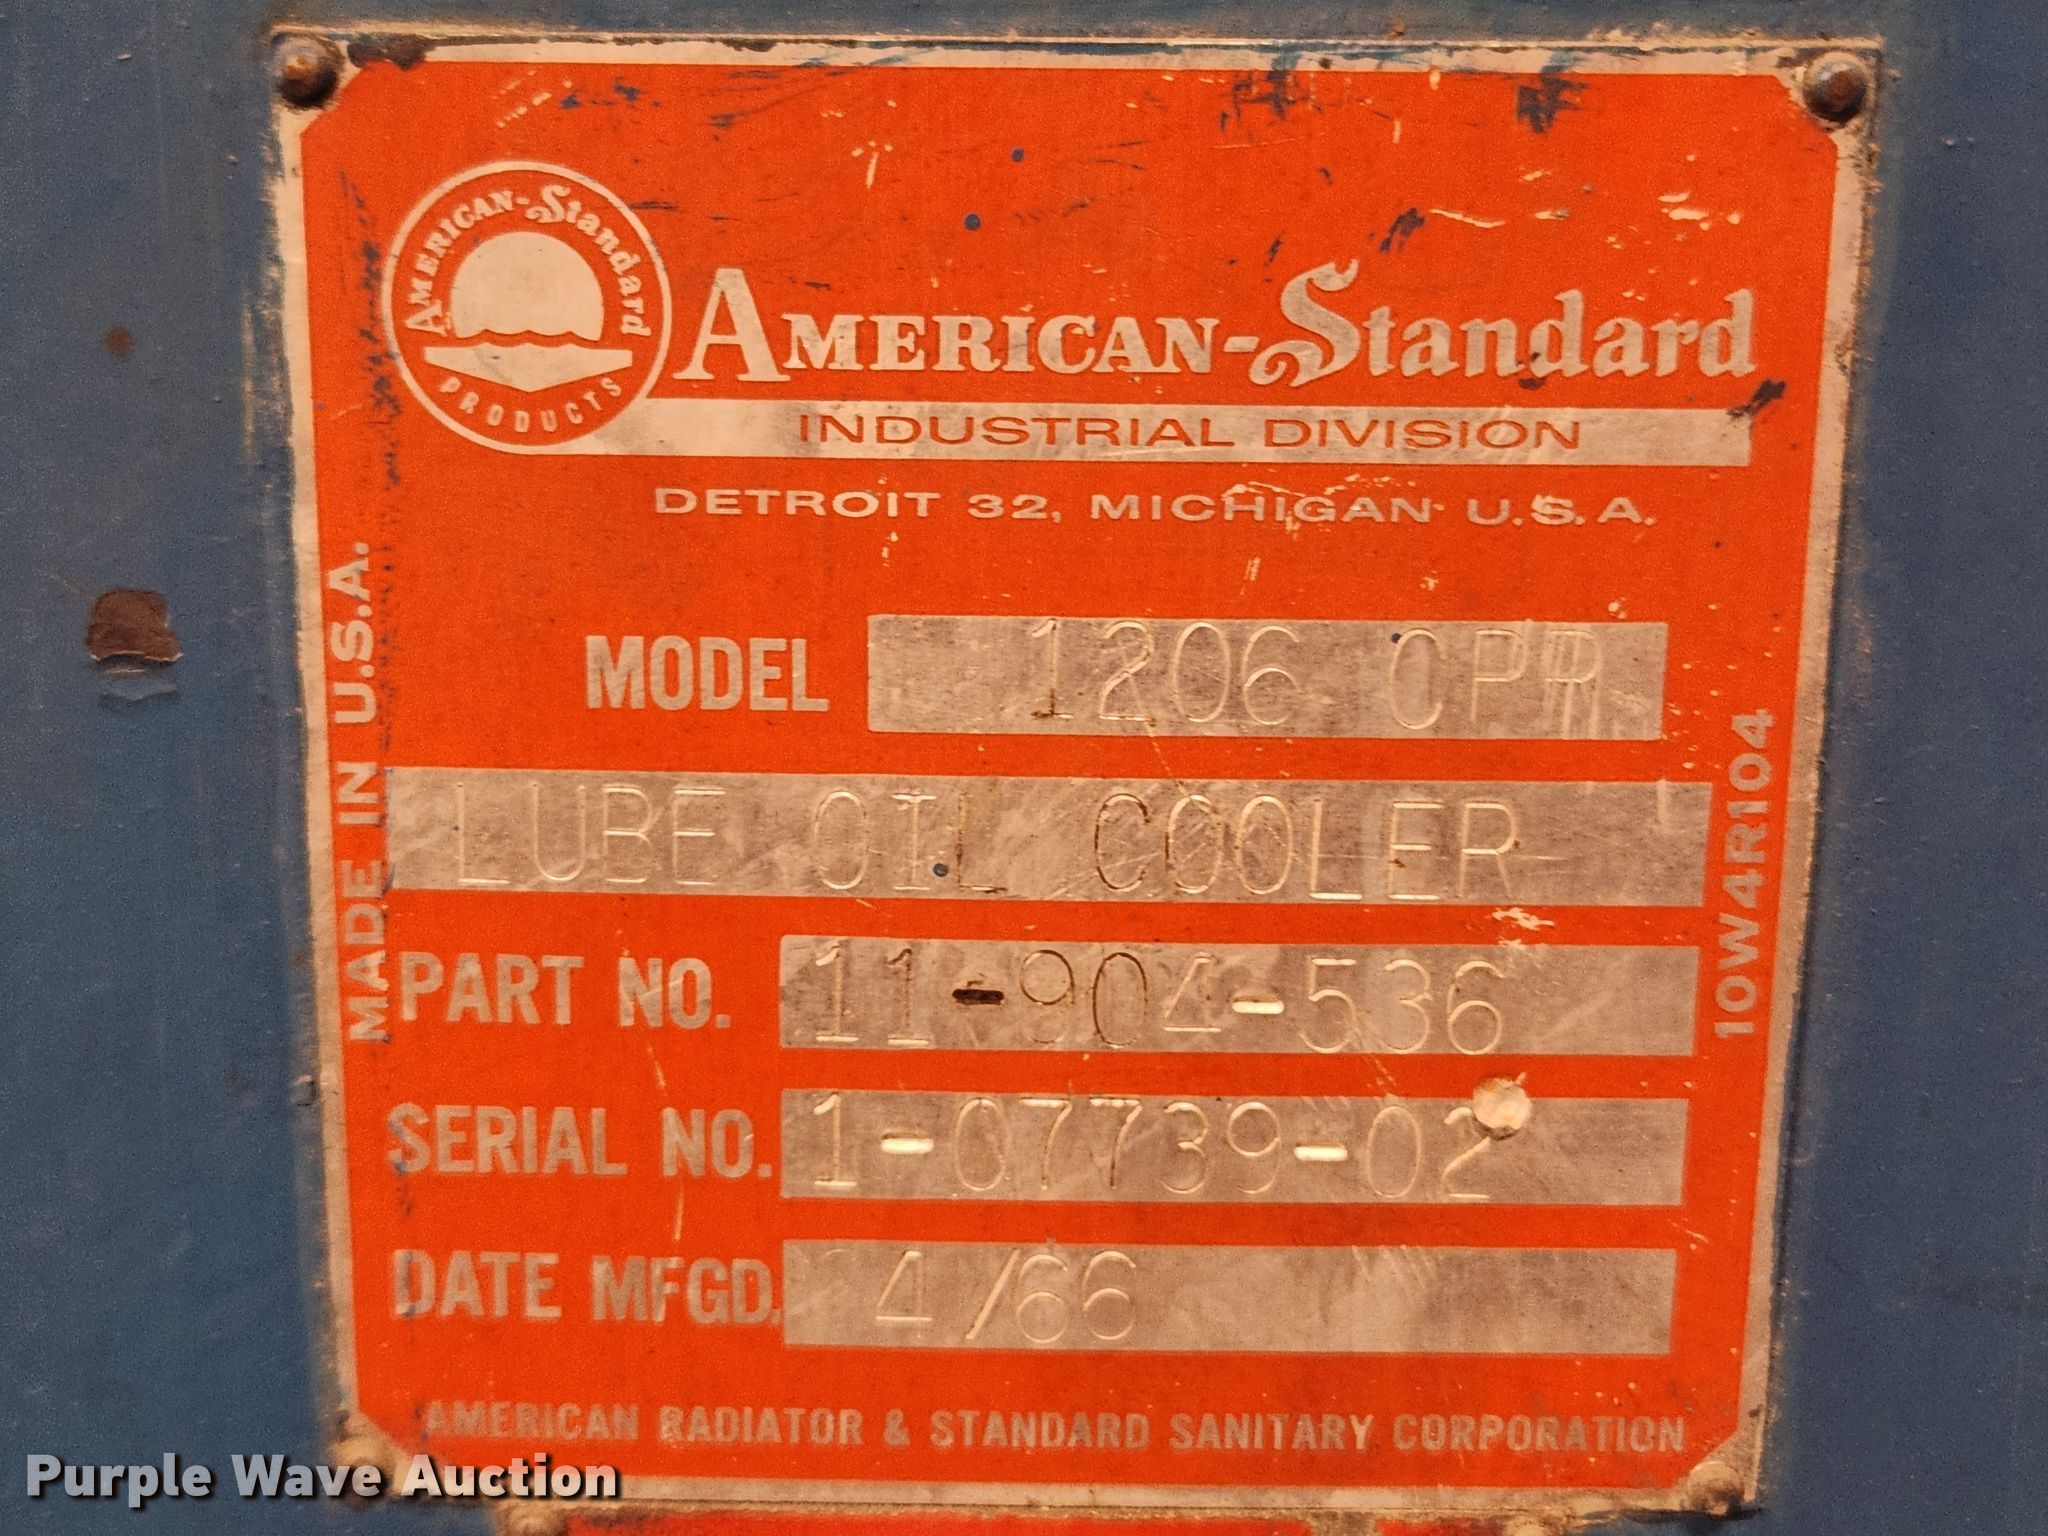 AMERICAN-Standard
PRODUCTS
AMERICAN-Standard
INDUSTRIAL DIVISION
DETROIT 32, MICHIGAN U.S.A.
MADE IN U.S.A.
MODEL 1206
LUBE OIL COOLER
PART NO. 11-904-536
SERIAL NO. 1-07739-02
DATE MFGD. 4/66
10W4R104
AMERICAN RADIATOR & STANDARD SANITARY CORPORATION
Purple Wave Auction